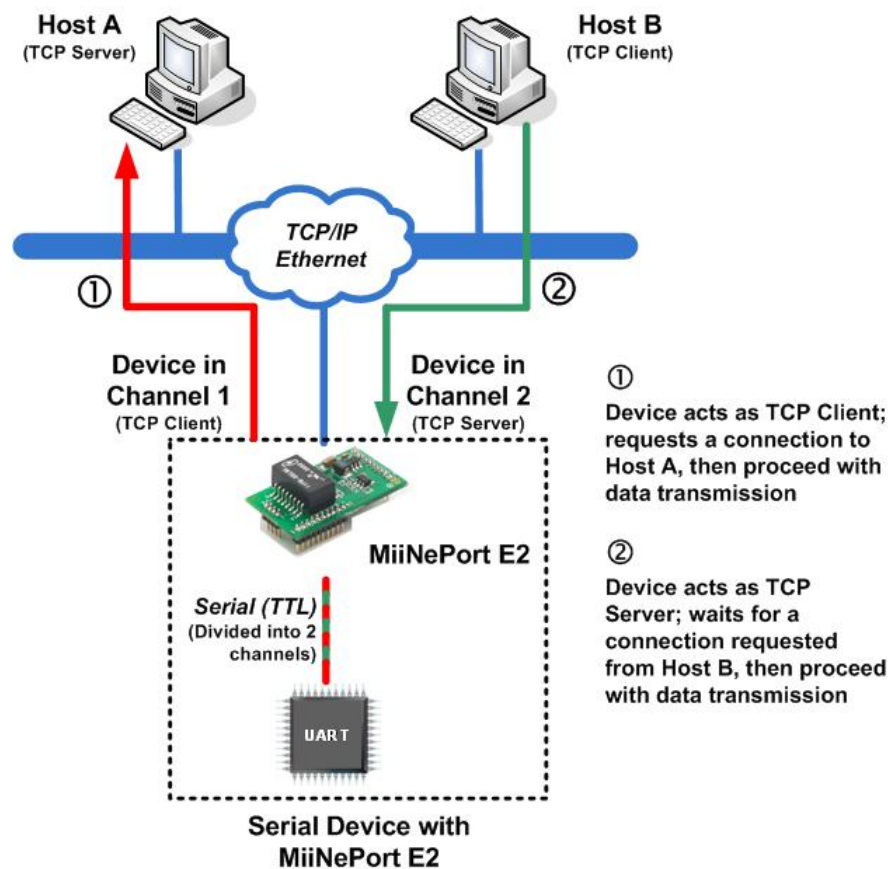 Host A
(TCP Server)
Host B
(TCP Client)
TCP/IP
Ethernet
①
②
Device in
Channel 1
(TCP Client)
Device in
Channel 2
(TCP Server)
①
Device acts as TCP Client;
requests a connection to
Host A, then proceed with
data transmission
②
Device acts as TCP
Server; waits for a
connection requested
from Host B, then proceed
with data transmission
MiiNePort E2
Serial (TTL)
(Divided into 2
channels)
UART
Serial Device with
MiiNePort E2